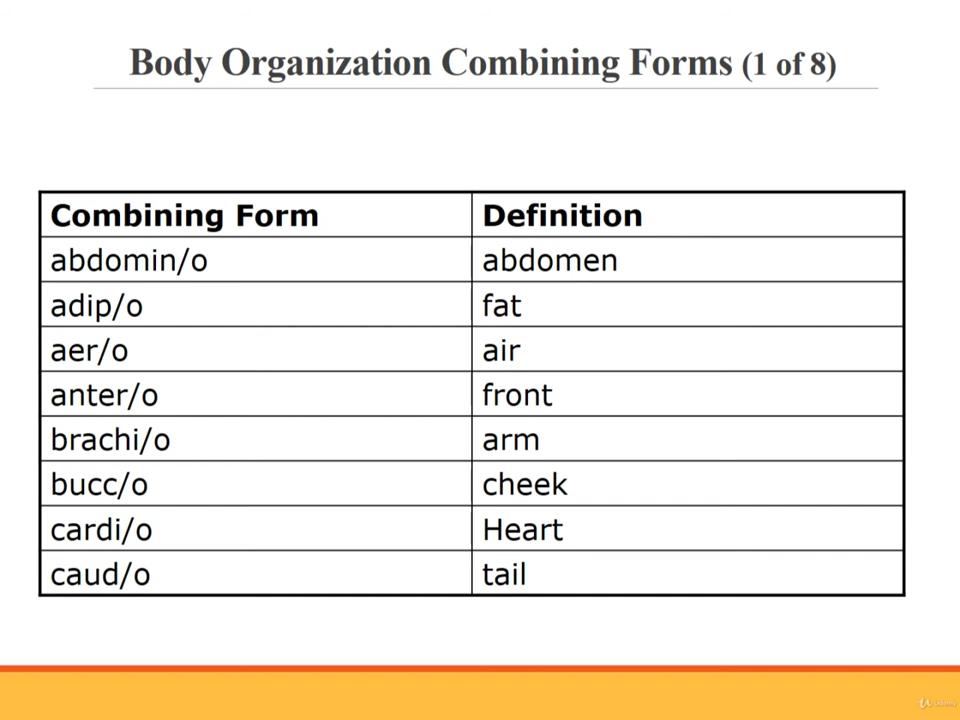 Body Organization Combining Forms (1 of 8)
Combining Form Definition
abdomin/o abdomen
adip/o fat
aer/o air
anter/o front
brachi/o arm
bucc/o cheek
cardi/o Heart
caud/o tail
Udemy